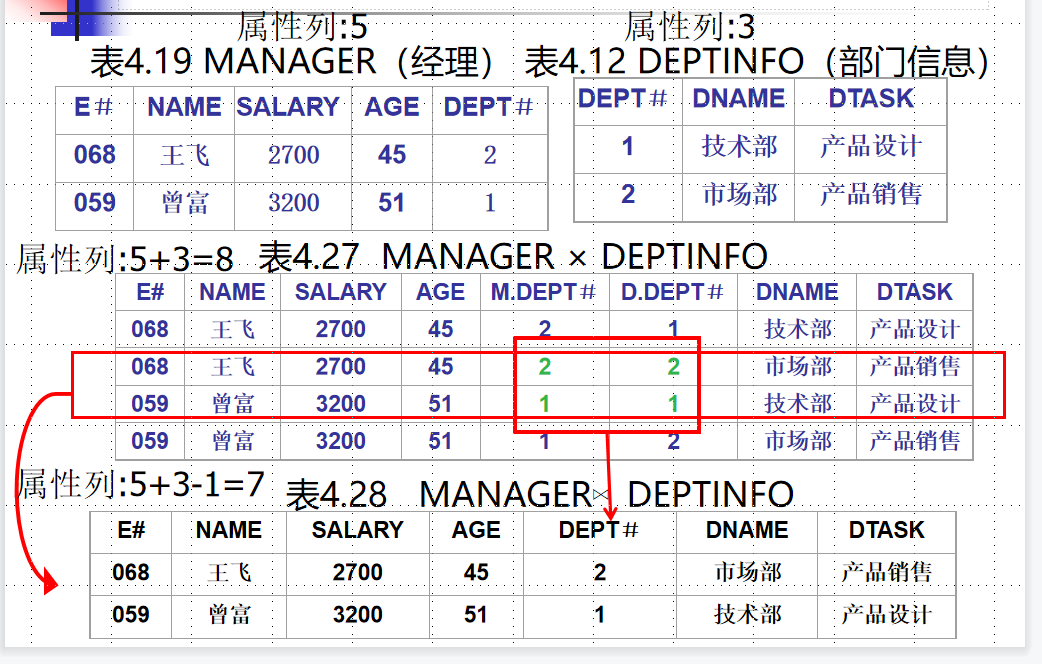 属性列:5 属性列:3
表4.19 MANAGER（经理） 表4.12 DEPTINFO（部门信息）
E＃ NAME SALARY AGE DEPT＃
068 王飞 2700 45 2
059 曾富 3200 51 1
DEPT＃ DNAME DTASK
1 技术部 产品设计
2 市场部 产品销售
属性列:5+3=8 表4.27 MANAGER × DEPTINFO
E# NAME SALARY AGE M.DEPT＃ D.DEPT＃ DNAME DTASK
068 王飞 2700 45 2 1 技术部 产品设计
068 王飞 2700 45 2 2 市场部 产品销售
059 曾富 3200 51 1 1 技术部 产品设计
059 曾富 3200 51 1 2 市场部 产品销售
属性列:5+3-1=7 表4.28 MANAGER⋈ DEPTINFO
E# NAME SALARY AGE DEPT＃ DNAME DTASK
068 王飞 2700 45 2 市场部 产品销售
059 曾富 3200 51 1 技术部 产品设计